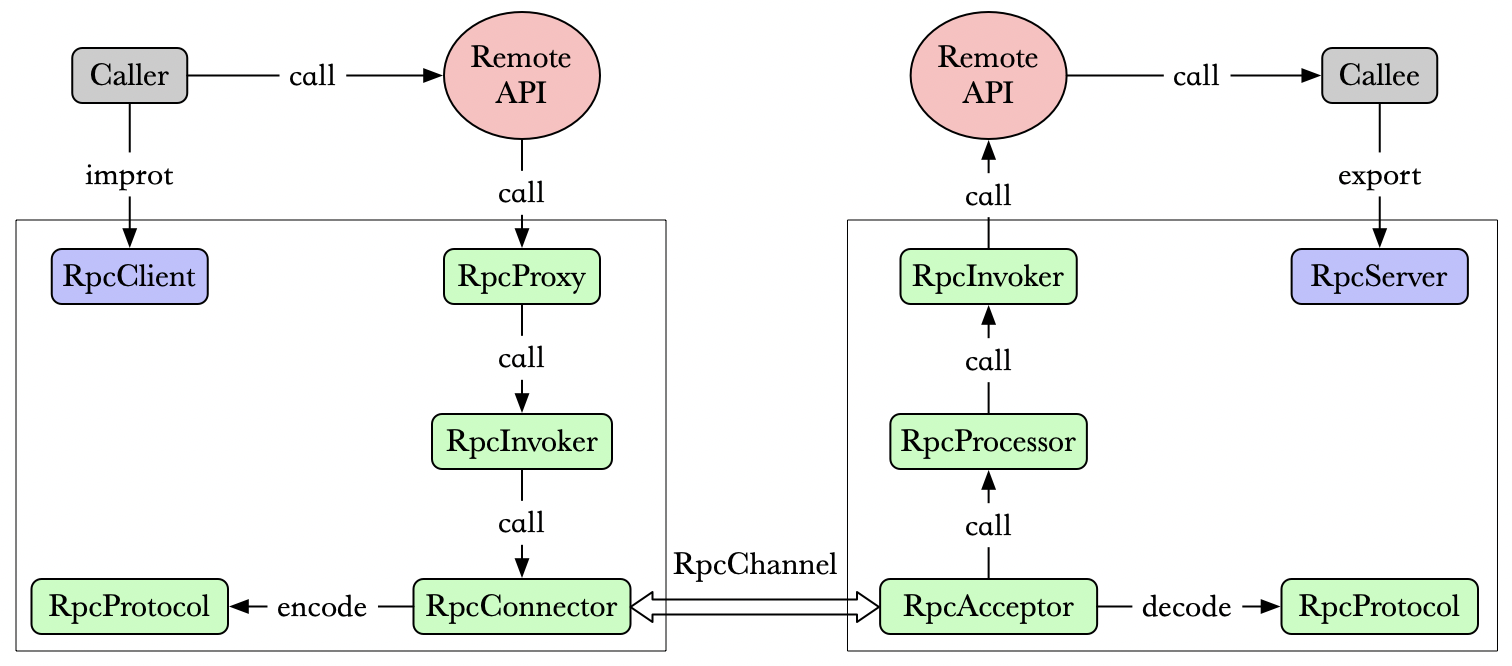 Caller
call
Remote
API
Remote
API
call
Callee
improt
call
call
export
RpcClient
RpcProxy
RpcInvoker
RpcServer
call
call
RpcInvoker
RpcProcessor
call
call
RpcChannel
RpcProtocol
encode
RpcConnector
RpcAcceptor
decode
RpcProtocol